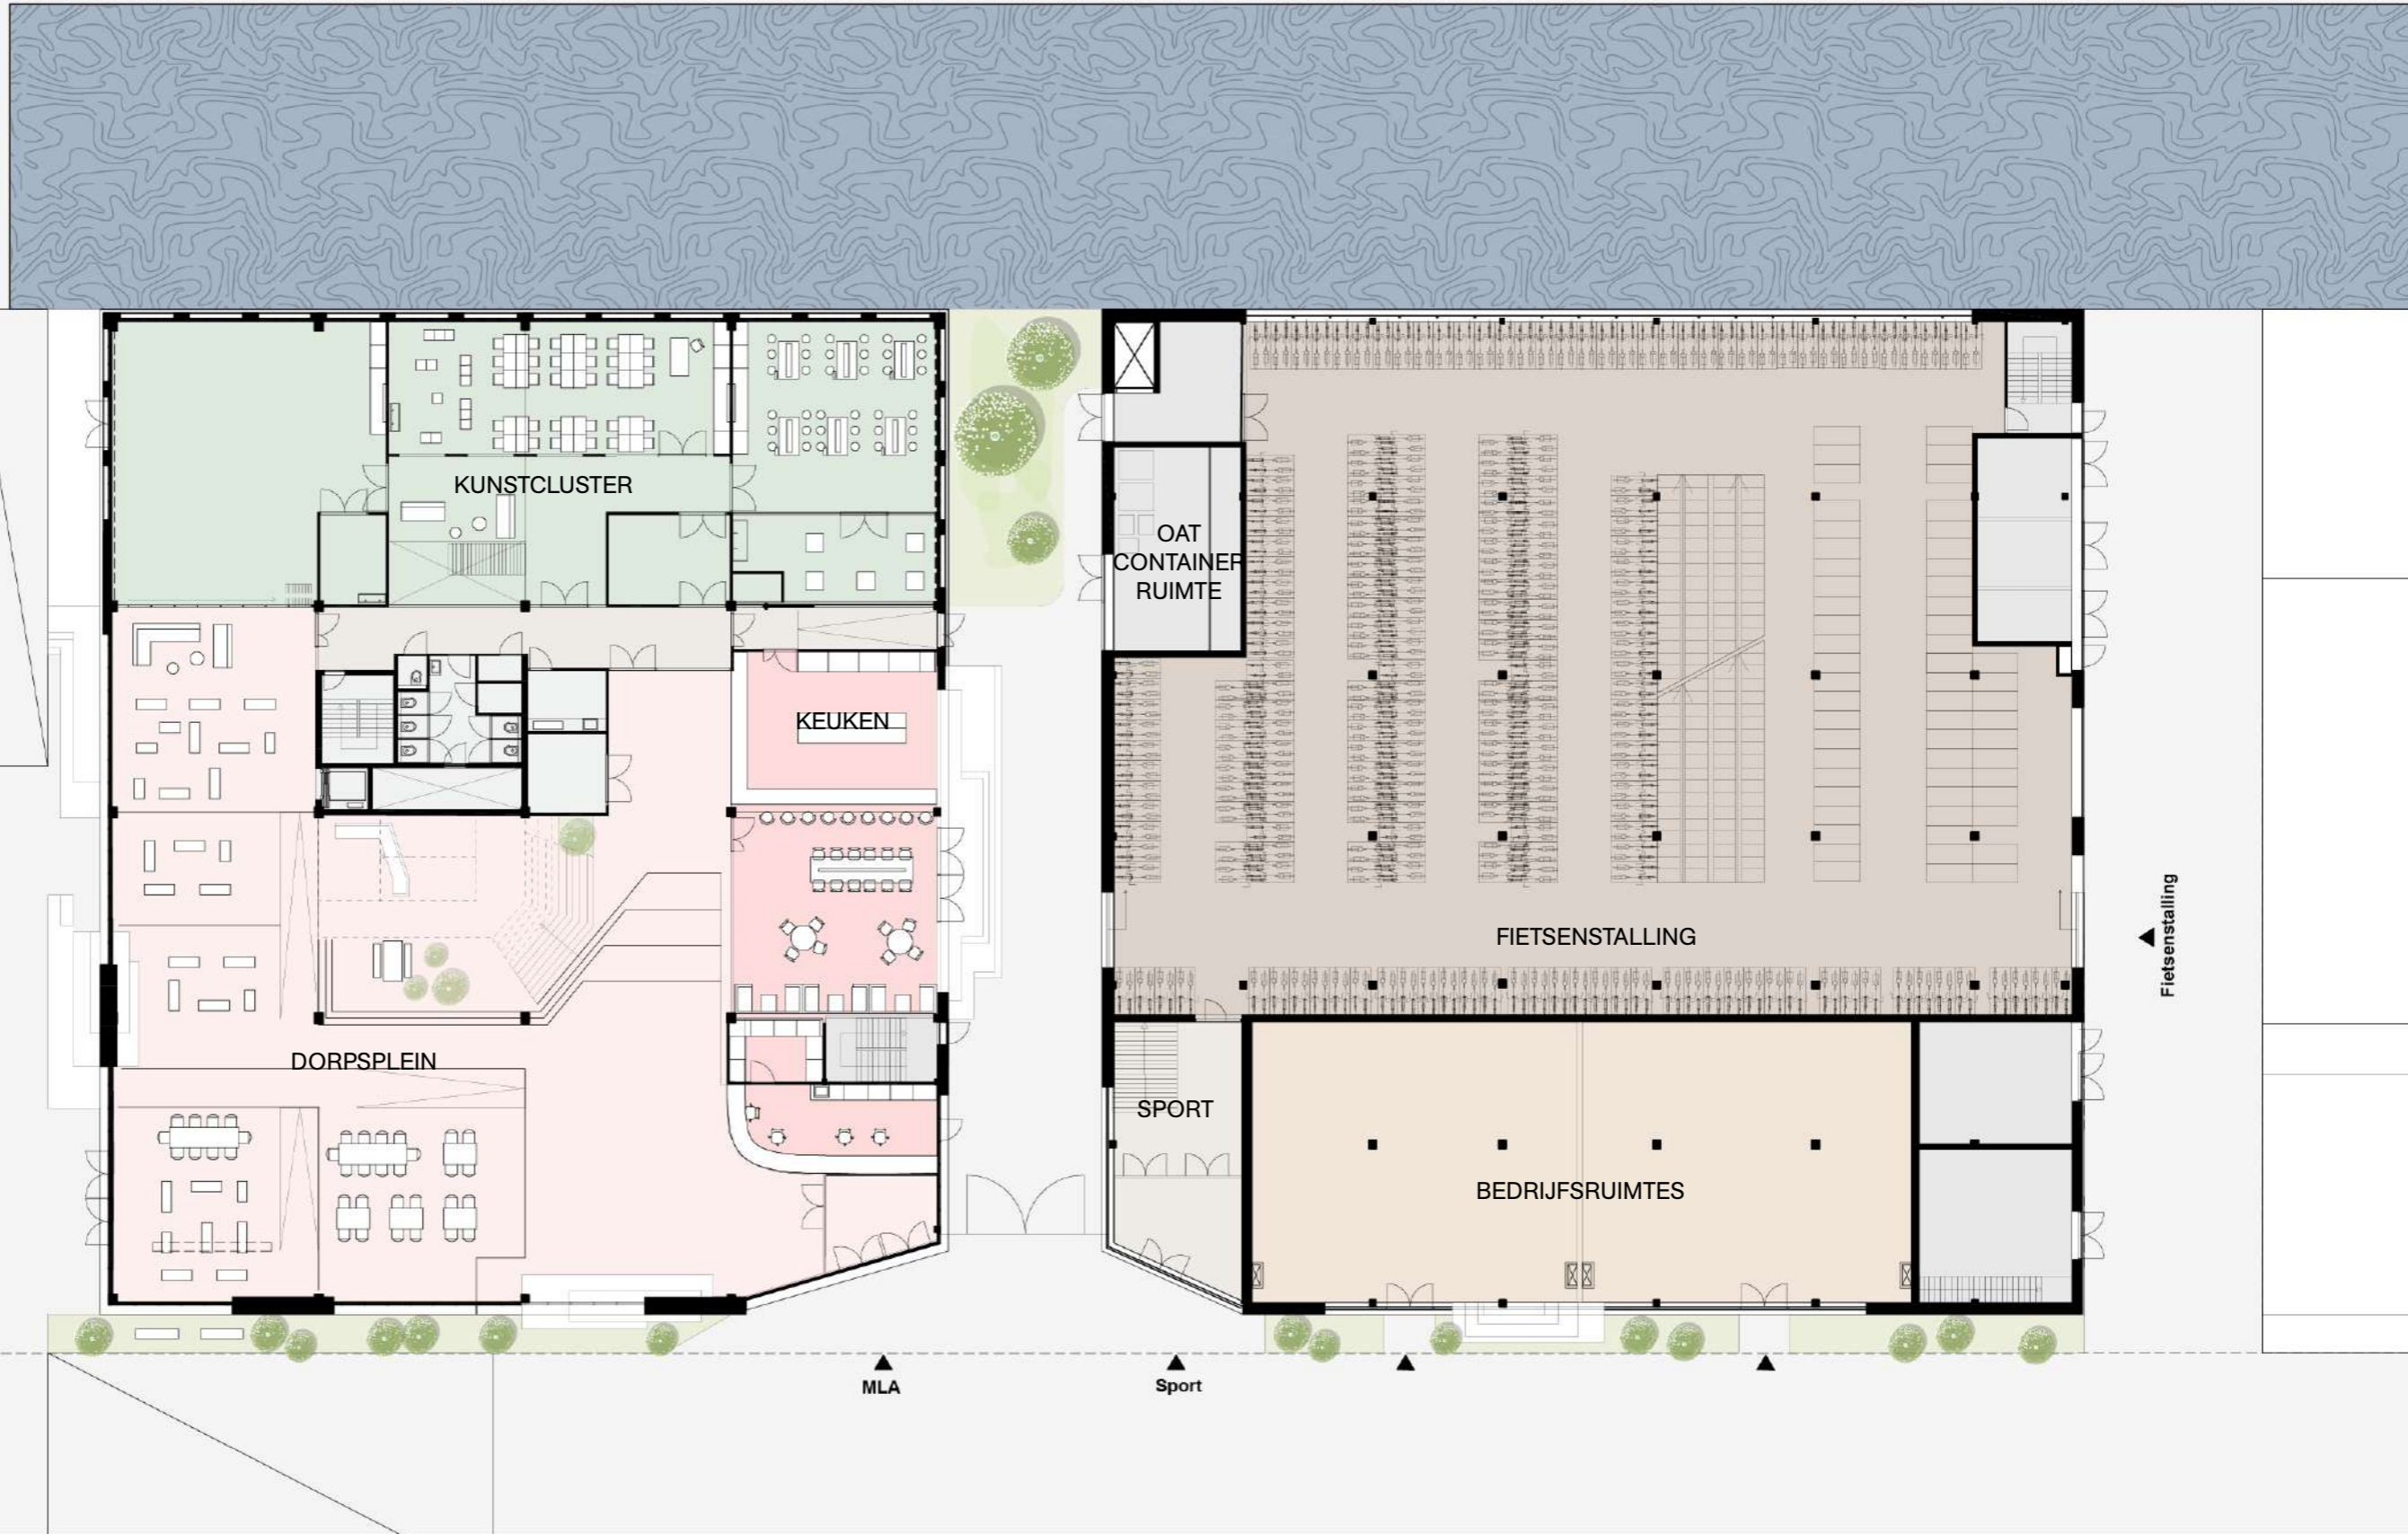 KUNSTCLUSTER
OAT
CONTAINER
RUIMTE
KEUKEN
FIETSENSTALLING
Fietsenstalling
DORPSPLEIN
SPORT
BEDRIJFSRUIMTES
MLA
Sport